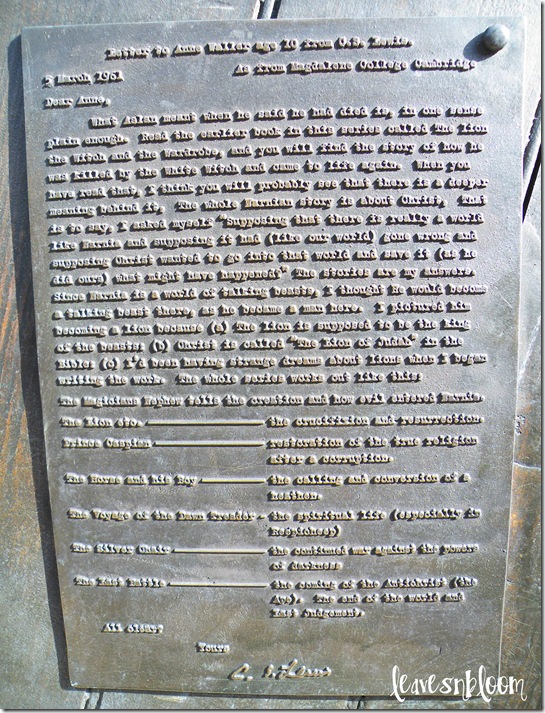 Letter to Anne Waller age 10 from C.S. Lewis.
As from Magdalene College Cambridge
5 March, 1961
Dear Anne,
What Aslan meant when he said he had died is, in one sense
plain enough. Read the earlier book in this series called The Lion
the Witch and the Wardrobe, and you will find the story of how he
was killed by the White Witch and came to life again. When you
have read that, I think you will probably see that there is a deeper
meaning behind it. The whole Narnian story is about Christ, That
is to say, I asked myself "Supposing that there is really a world
like Narnia and supposing it had (like our world) gone wrong and
supposing Christ wanted to go into that world and save it (as he
did ours) what might have happened?" The stories are my answers.
Since Narnia is a world of talking beasts, I thought He would become
a talking beast there, as he became a man here. I pictured him
becoming a lion because: (a) The lion is supposed to be the king
of the beasts: (b) Christ is called "The Lion of Judah" in the
Bible: (c) I'd been having strange dreams about lions when I began
writing the work. The whole series works out like this:
The Magicians Nephew tells the creation and how evil entered Narnia.
The Lion etc. the crucifixion and resurrection
Prince Caspian restoration of the true religion
after a corruption.
The Horse and his Boy the calling and conversion of a
heathen.
The Voyage of the Dawn Treader the spiritual life (especially in
Reepicheep)
The Silver Chair the continued war against the powers
of darkness
The Last Battle the coming of the Antichrist (the
Ape). The end of the world and
Last Judgement.
All clear?
Yours
C. S. Lewis
leavesnbloom